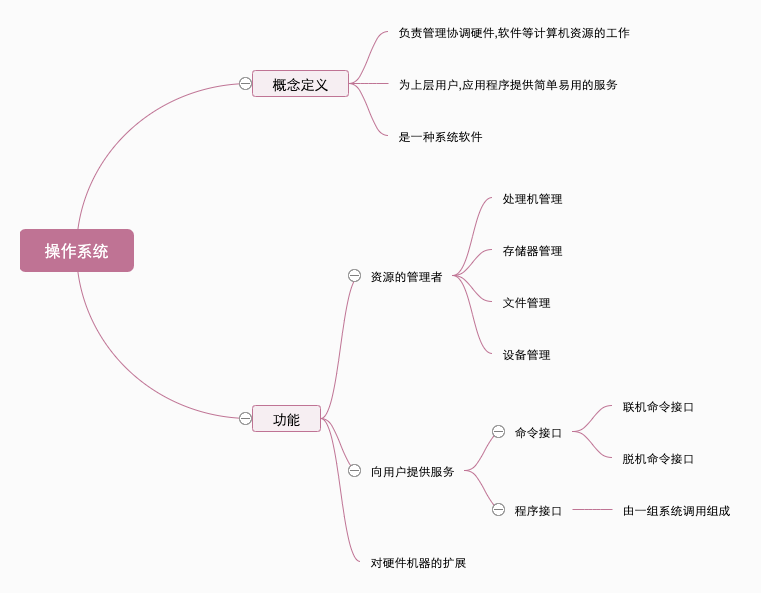 操作系统
概念定义
负责管理协调硬件,软件等计算机资源的工作
为上层用户,应用程序提供简单易用的服务
是一种系统软件
功能
资源的管理者
处理机管理
存储器管理
文件管理
设备管理
向用户提供服务
命令接口
联机命令接口
脱机命令接口
程序接口
由一组系统调用组成
对硬件机器的扩展